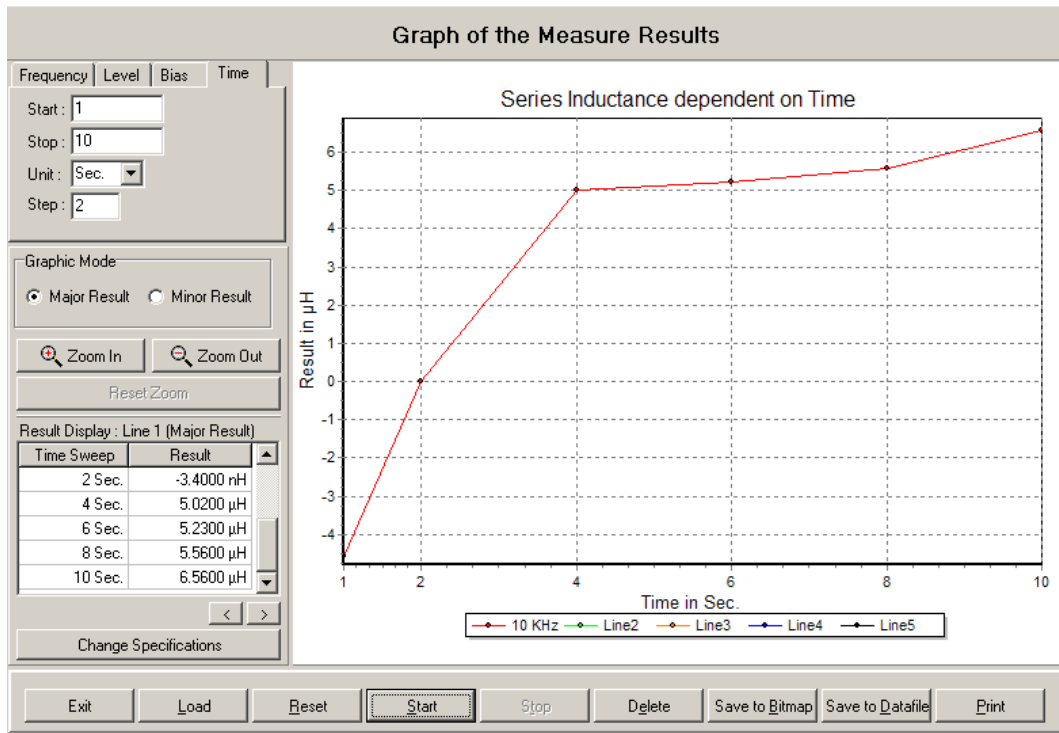 Graph of the Measure Results
Frequency Level Bias Time
Start : 1
Stop : 10
Unit : Sec.
Step : 2
Graphic Mode
Major Result Minor Result
Zoom In Zoom Out
Reset Zoom
Result Display : Line 1 (Major Result)
Time Sweep Result
2 Sec. -3.4000 nH
4 Sec. 5.0200 µH
6 Sec. 5.2300 µH
8 Sec. 5.5600 µH
10 Sec. 6.5600 µH
< >
Change Specifications
Series Inductance dependent on Time
Result in µH
6
5
4
3
2
1
0
-1
-2
-3
-4
1 2 4 6 8 10
Time in Sec.
10 KHz Line2 Line3 Line4 Line5
Exit Load Reset Start Stop Delete Save to Bitmap Save to Datafile Print